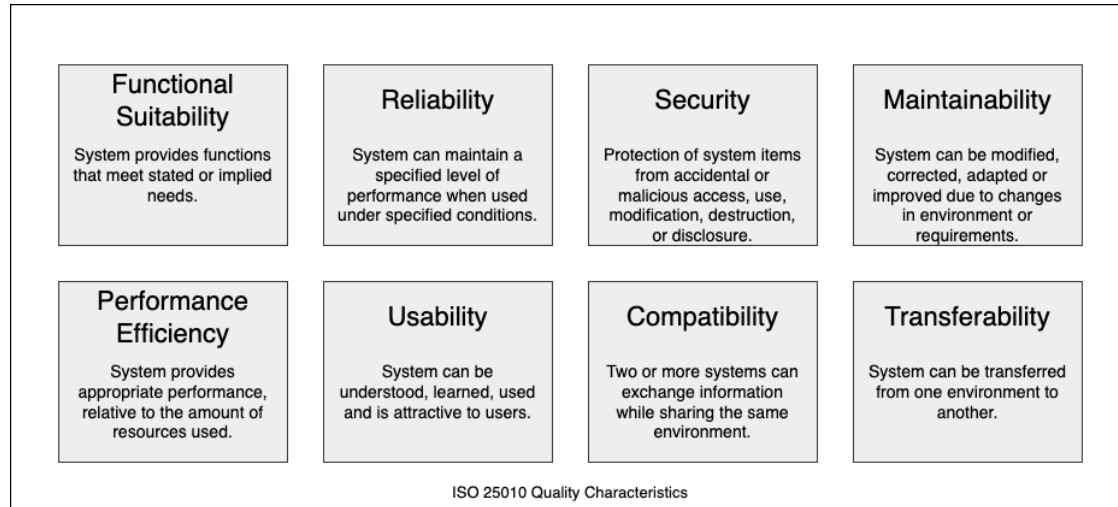 Functional
Suitability
System provides functions
that meet stated or implied
needs.
Reliability
System can maintain a
specified level of
performance when used
under specified conditions.
Security
Protection of system items
from accidental or
malicious access, use,
modification, destruction,
or disclosure.
Maintainability
System can be modified,
corrected, adapted or
improved due to changes
in environment or
requirements.
Performance
Efficiency
System provides
appropriate performance,
relative to the amount of
resources used.
Usability
System can be
understood, learned, used
and is attractive to users.
Compatibility
Two or more systems can
exchange information
while sharing the same
environment.
Transferability
System can be transferred
from one environment to
another.
ISO 25010 Quality Characteristics